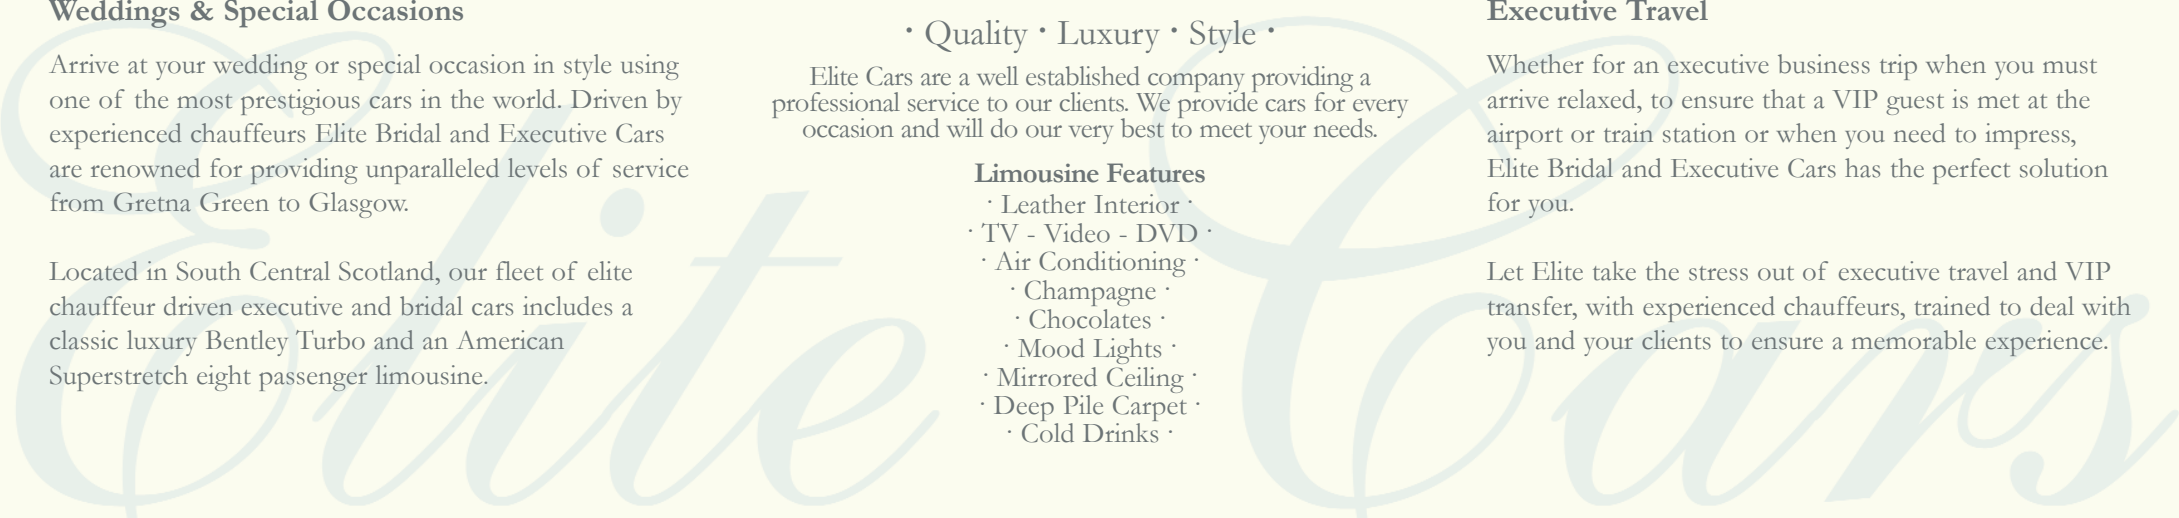 Weddings & Special Occasions
Arrive at your wedding or special occasion in style using
one of the most prestigious cars in the world. Driven by
experienced chauffeurs Elite Bridal and Executive Cars
are renowned for providing unparalleled levels of service
from Gretna Green to Glasgow.
Located in South Central Scotland, our fleet of elite
chauffeur driven executive and bridal cars includes a
classic luxury Bentley Turbo and an American
Superstretch eight passenger limousine.
· Quality · Luxury · Style ·
Elite Cars are a well established company providing a
professional service to our clients. We provide cars for every
occasion and will do our very best to meet your needs.
Limousine Features
· Leather Interior ·
· TV - Video - DVD ·
· Air Conditioning ·
· Champagne ·
· Chocolates ·
· Mood Lights ·
· Mirrored Ceiling ·
· Deep Pile Carpet ·
· Cold Drinks ·
Executive Travel
Whether for an executive business trip when you must
arrive relaxed, to ensure that a VIP guest is met at the
airport or train station or when you need to impress,
Elite Bridal and Executive Cars has the perfect solution
for you.
Let Elite take the stress out of executive travel and VIP
transfer, with experienced chauffeurs, trained to deal with
you and your clients to ensure a memorable experience.
Elite Cars